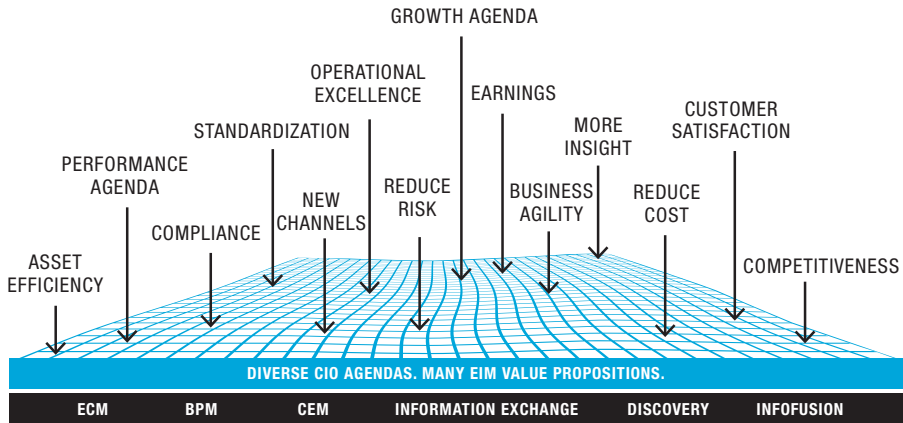 GROWTH AGENDA
OPERATIONAL
EXCELLENCE
EARNINGS
STANDARDIZATION
MORE
INSIGHT
CUSTOMER
SATISFACTION
PERFORMANCE
AGENDA
NEW
CHANNELS
REDUCE
RISK
BUSINESS
AGILITY
REDUCE
COST
COMPLIANCE
ASSET
EFFICIENCY
COMPETITIVENESS
DIVERSE CIO AGENDAS. MANY EIM VALUE PROPOSITIONS.
ECM BPM CEM INFORMATION EXCHANGE DISCOVERY INFOFUSION